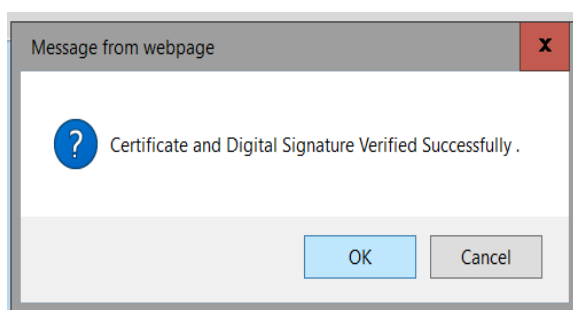 Message from webpage
x
?
Certificate and Digital Signature Verified Successfully .
OK
Cancel